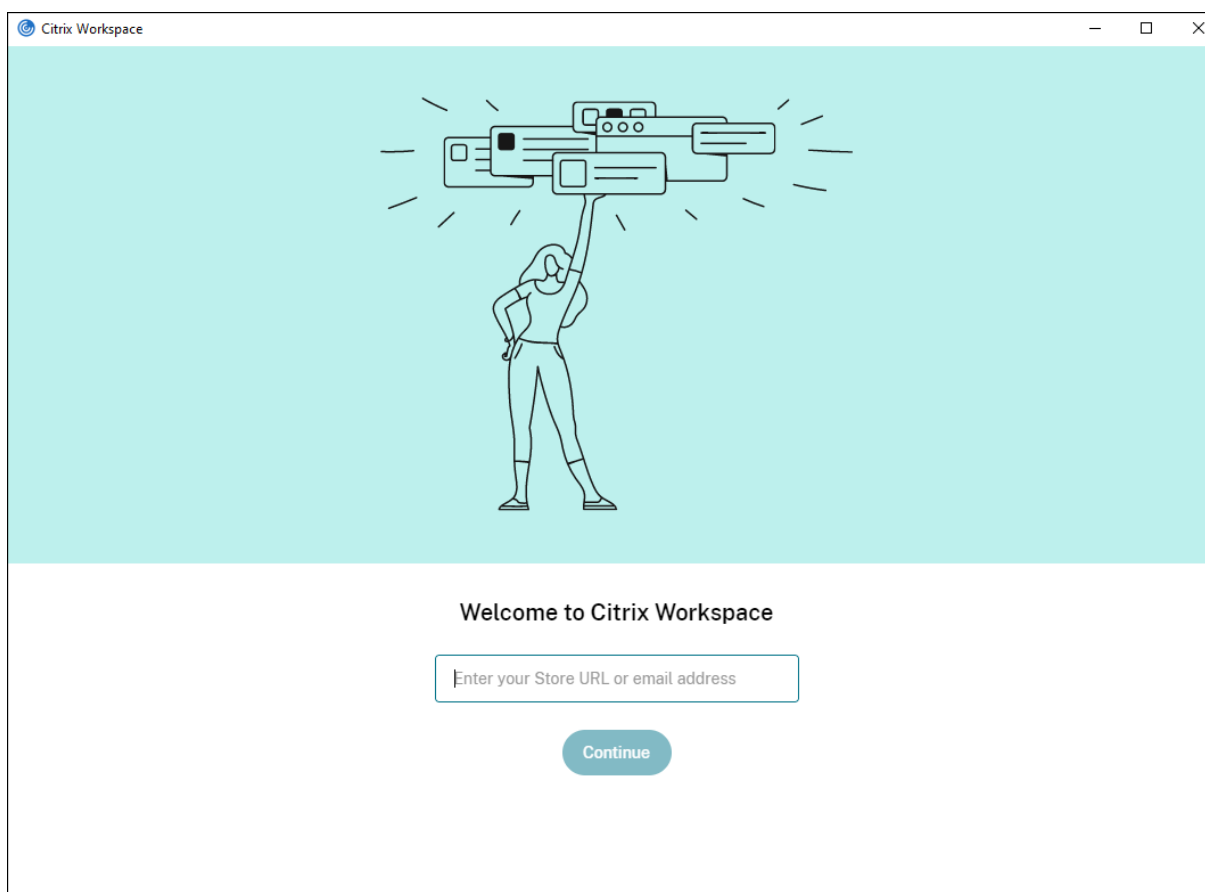 Citrix Workspace
Welcome to Citrix Workspace
Enter your Store URL or email address
Continue